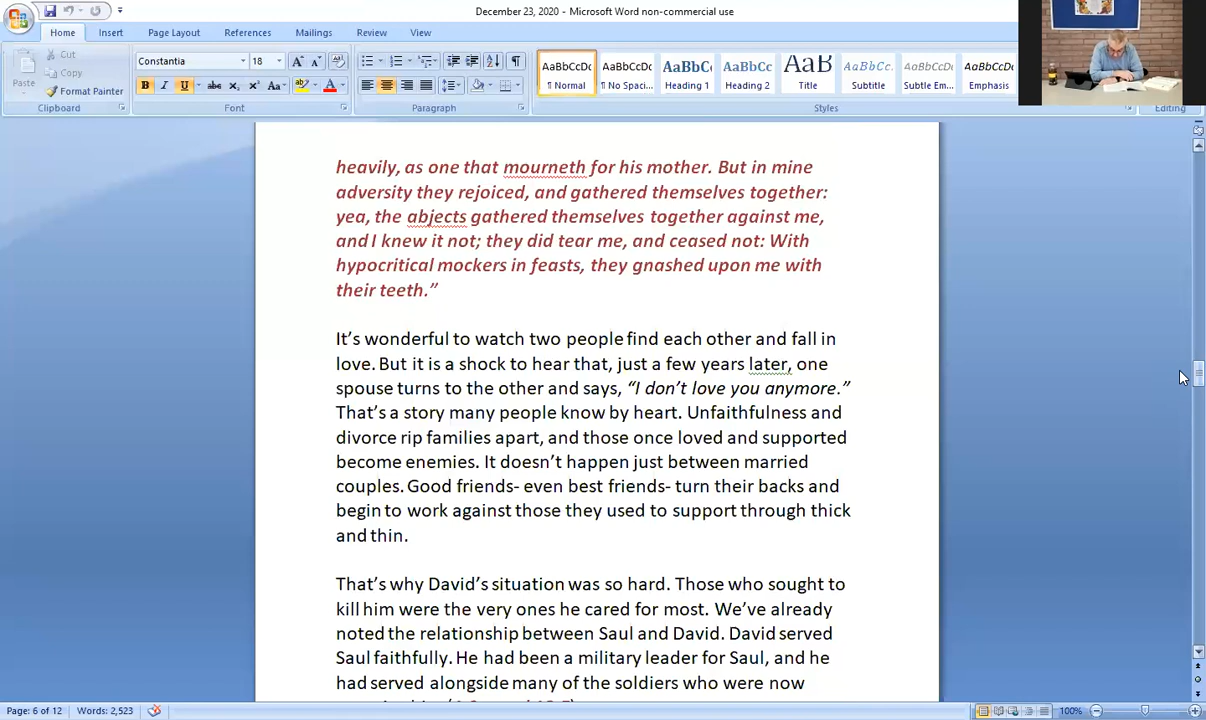 December 23, 2020 - Microsoft Word non-commercial use
Home Insert Page Layout References Mailings Review View
Cut
Copy
Format Painter
Paste
Clipboard
Constantia 18
Font
Paragraph
AaBbCcDc AaBbCcDc AaBbC AaBbCc AaB AaBbCc AaBbCcDc AaBbCcDc
¶ Normal ¶ No Spaci... Heading 1 Heading 2 Title Subtitle Subtle Em... Emphasis
Styles
Editing
heavily, as one that mourneth for his mother. But in mine
adversity they rejoiced, and gathered themselves together:
yea, the abjects gathered themselves together against me,
and I knew it not; they did tear me, and ceased not: With
hypocritical mockers in feasts, they gnashed upon me with
their teeth.”
It’s wonderful to watch two people find each other and fall in
love. But it is a shock to hear that, just a few years later, one
spouse turns to the other and says, “I don’t love you anymore.”
That’s a story many people know by heart. Unfaithfulness and
divorce rip families apart, and those once loved and supported
become enemies. It doesn’t happen just between married
couples. Good friends- even best friends- turn their backs and
begin to work against those they used to support through thick
and thin.
That’s why David’s situation was so hard. Those who sought to
kill him were the very ones he cared for most. We’ve already
noted the relationship between Saul and David. David served
Saul faithfully. He had been a military leader for Saul, and he
had served alongside many of the soldiers who were now
Page: 6 of 12 Words: 2,523 100%